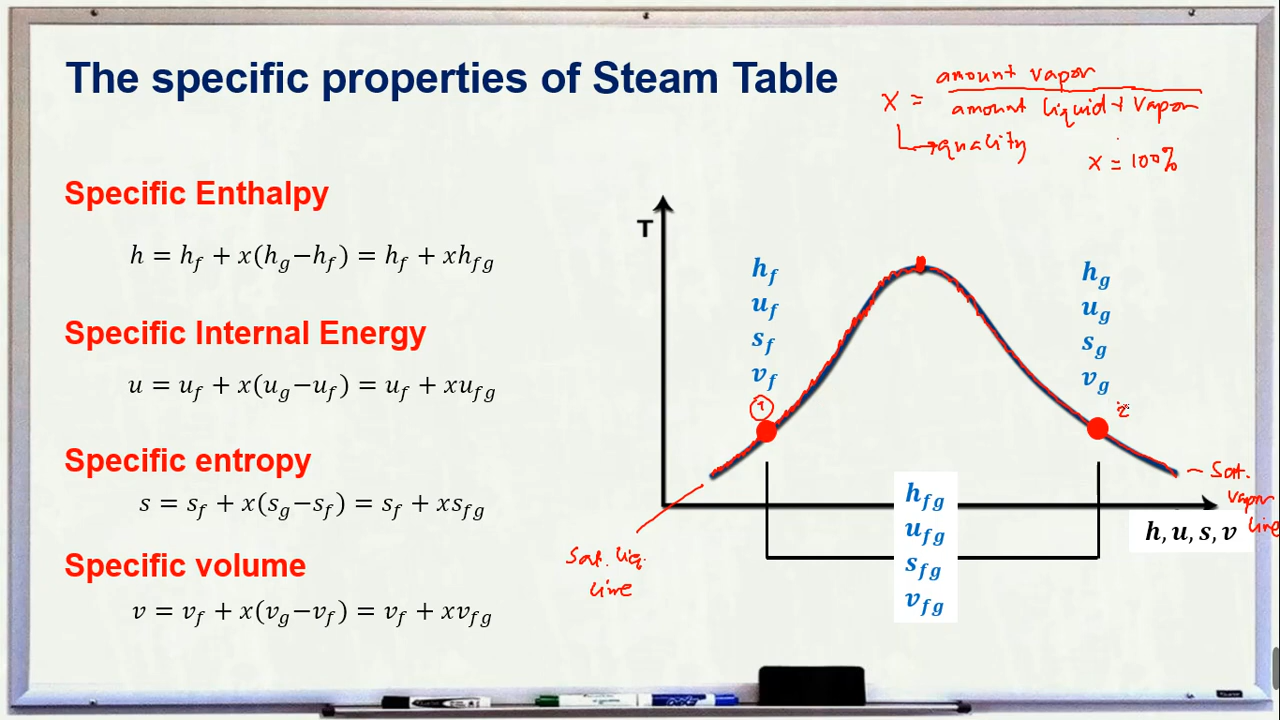 The specific properties of Steam Table
x = amount vapor
amount liquid + vapor
quality
x = 100%
Specific Enthalpy
h = h_f + x(h_g−h_f) = h_f + xh_fg
Specific Internal Energy
u = u_f + x(u_g−u_f) = u_f + xu_fg
Specific entropy
s = s_f + x(s_g−s_f) = s_f + xs_fg
Specific volume
v = v_f + x(v_g−v_f) = v_f + xv_fg
T
h_f
u_f
s_f
v_f
1
h_g
u_g
s_g
v_g
2
h_fg
u_fg
s_fg
v_fg
h, u, s, v
Sat. liq.
line
Sat.
vapor
line